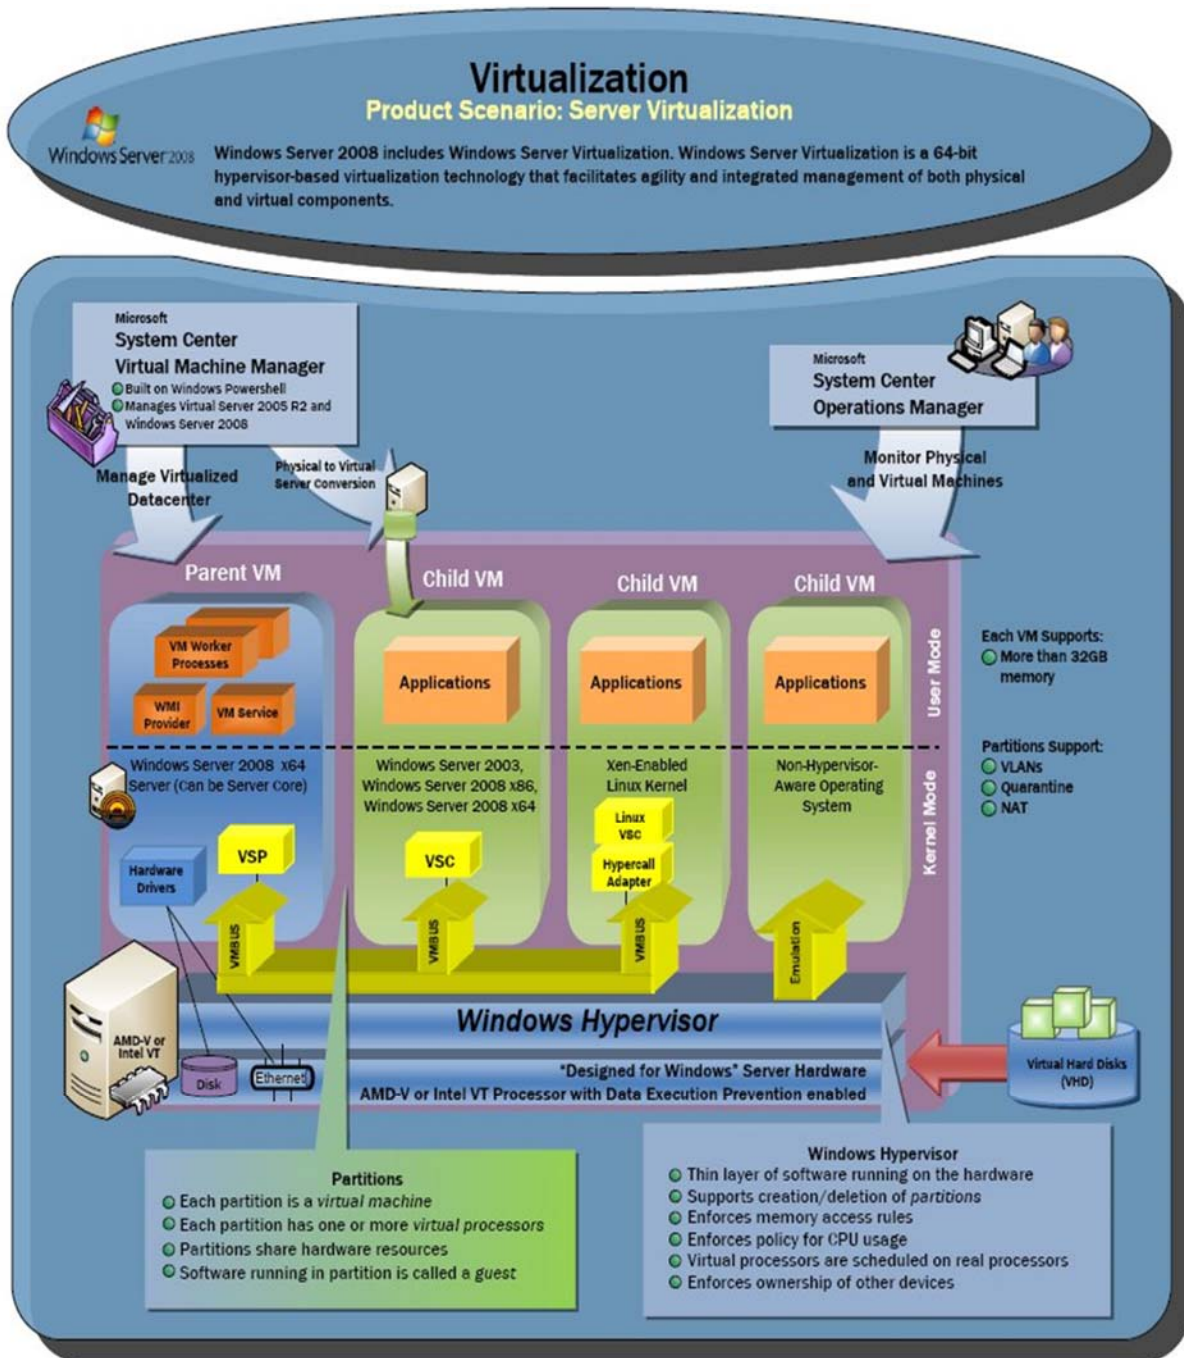 Virtualization
Product Scenario: Server Virtualization
Windows Server 2008
Windows Server 2008 includes Windows Server Virtualization. Windows Server Virtualization is a 64-bit
hypervisor-based virtualization technology that facilitates agility and integrated management of both physical
and virtual components.
Microsoft
System Center
Virtual Machine Manager
Built on Windows Powershell
Manages Virtual Server 2005 R2 and
Windows Server 2008
Microsoft
System Center
Operations Manager
Manage Virtualized
Datacenter
Physical to Virtual
Server Conversion
Monitor Physical
and Virtual Machines
Parent VM
Child VM
Child VM
Child VM
VM Worker
Processes
WMI
Provider
VM Service
Applications
Applications
Applications
User Mode
Each VM Supports:
More than 32GB
memory
Windows Server 2008 x64
Server (Can be Server Core)
Windows Server 2003,
Windows Server 2008 x86,
Windows Server 2008 x64
Xen-Enabled
Linux Kernel
Non-Hypervisor-
Aware Operating
System
Kernel Mode
Partitions Support:
VLANs
Quarantine
NAT
Hardware
Drivers
VSP
VSC
Linux
VSC
Hypercall
Adapter
VMBUS
VMBUS
VMBUS
Emulation
AMD-V or
Intel VT
Windows Hypervisor
Disk
Ethernet
"Designed for Windows" Server Hardware
AMD-V or Intel VT Processor with Data Execution Prevention enabled
Virtual Hard Disks
(VHD)
Partitions
Each partition is a virtual machine
Each partition has one or more virtual processors
Partitions share hardware resources
Software running in partition is called a guest
Windows Hypervisor
Thin layer of software running on the hardware
Supports creation/deletion of partitions
Enforces memory access rules
Enforces policy for CPU usage
Virtual processors are scheduled on real processors
Enforces ownership of other devices